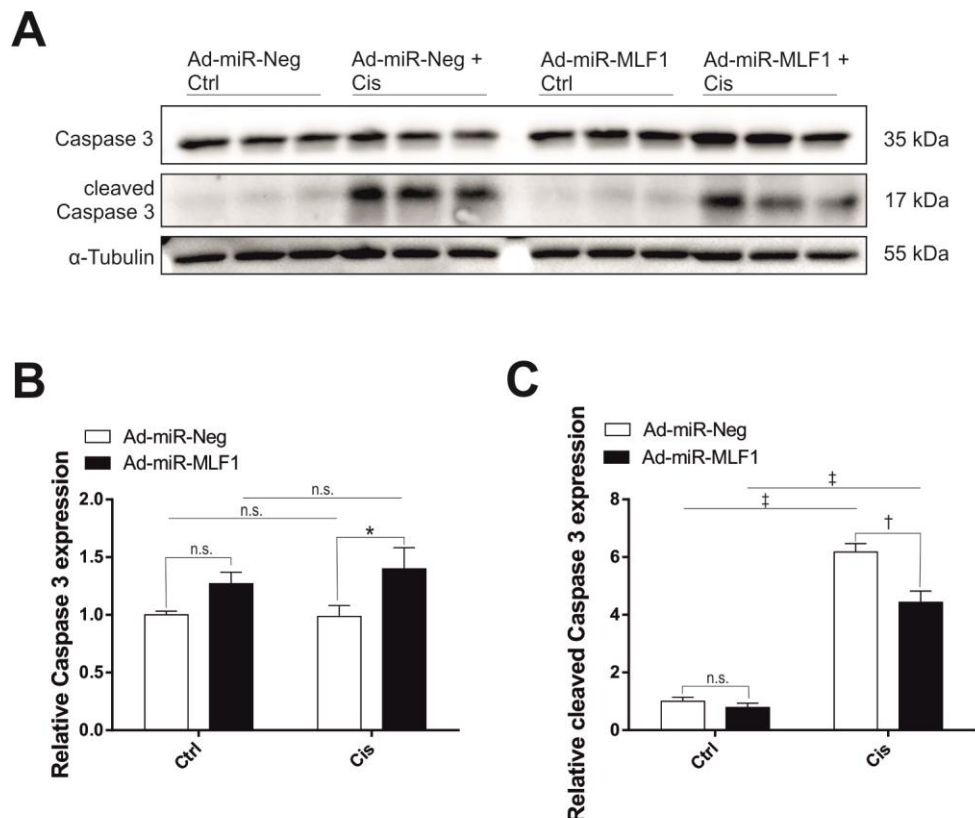 A
Ad-miR-Neg
Ctrl
Ad-miR-Neg +
Cis
Ad-miR-MLF1
Ctrl
Ad-miR-MLF1 +
Cis
Caspase 3
35 kDa
cleaved
Caspase 3
17 kDa
α-Tubulin
55 kDa
B
Ad-miR-Neg
Ad-miR-MLF1
Relative Caspase 3 expression
2.0
1.5
1.0
0.5
0.0
n.s.
n.s.
n.s.
*
Ctrl
Cis
C
Ad-miR-Neg
Ad-miR-MLF1
Relative cleaved Caspase 3 expression
8
6
4
2
0
‡
‡
†
n.s.
Ctrl
Cis